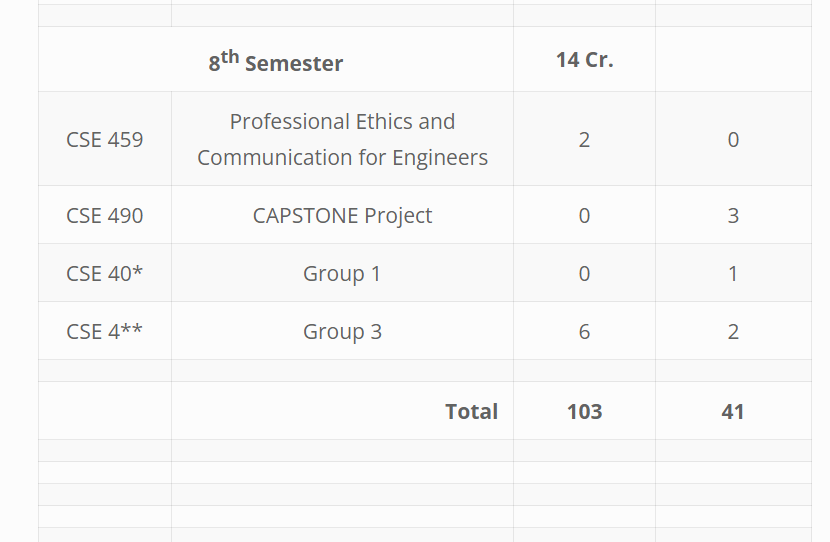 8th Semester 14 Cr.
CSE 459 Professional Ethics and Communication for Engineers 2 0
CSE 490 CAPSTONE Project 0 3
CSE 40* Group 1 0 1
CSE 4** Group 3 6 2
Total 103 41